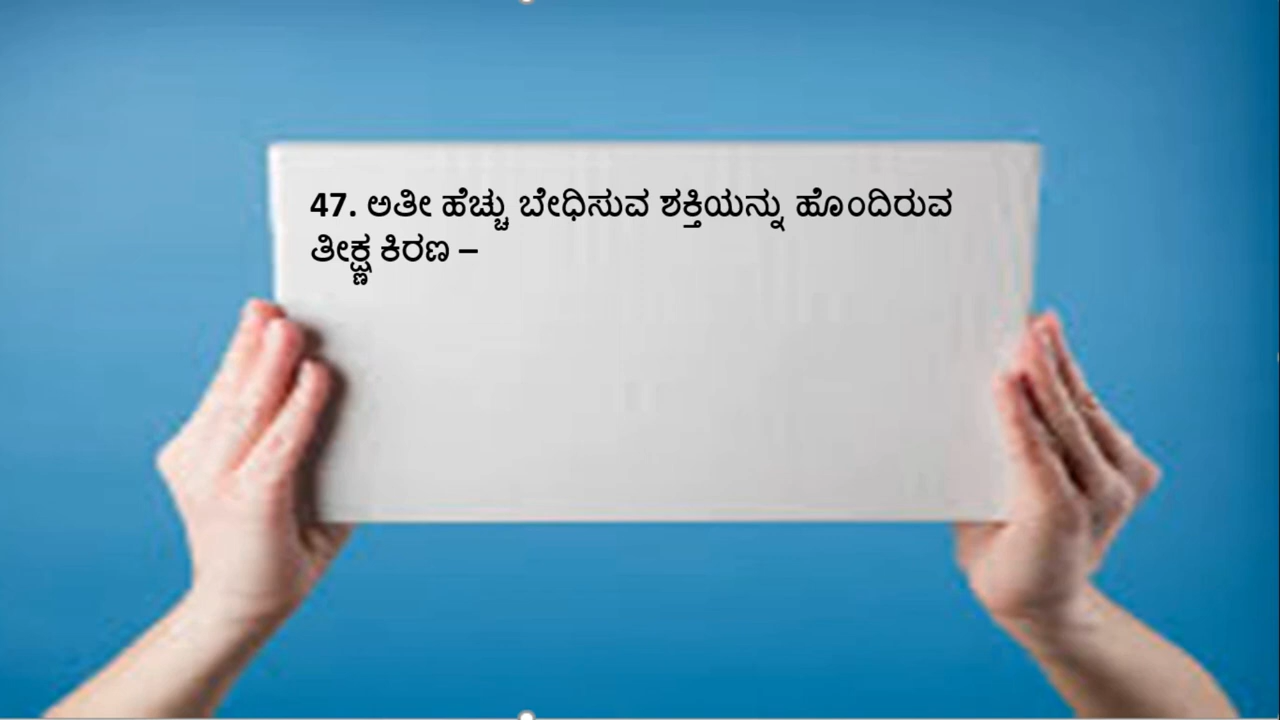 47. ಅತೀ ಹೆಚ್ಚು ಬೇಧಿಸುವ ಶಕ್ತಿಯನ್ನು ಹೊಂದಿರುವ
ತೀಕ್ಷ್ಣ ಕಿರಣ –